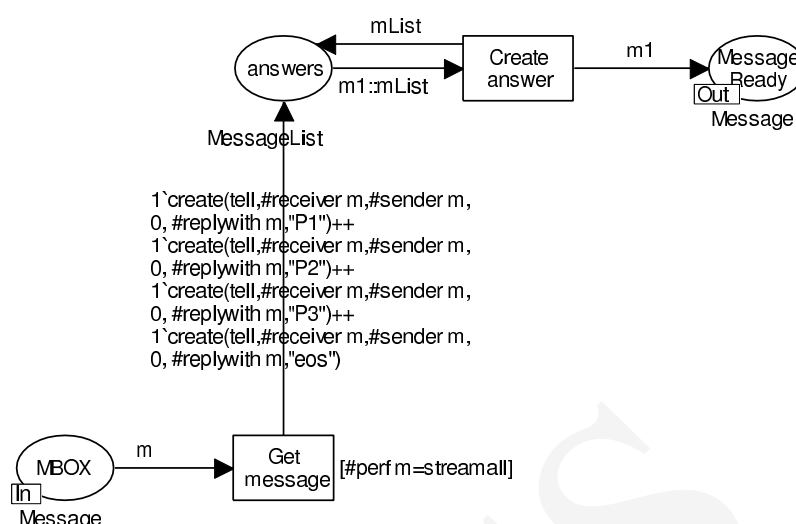 mList
answers
Create
answer
m1
Message
Ready
Out
Message
m1::mList
MessageList
1`create(tell,#receiver m,#sender m,
0, #replywith m,"P1")++
1`create(tell,#receiver m,#sender m,
0, #replywith m,"P2")++
1`create(tell,#receiver m,#sender m,
0, #replywith m,"P3")++
1`create(tell,#receiver m,#sender m,
0, #replywith m,"eos")
MBOX
In
Message
m
Get
message
[#perf m=streamall]
S